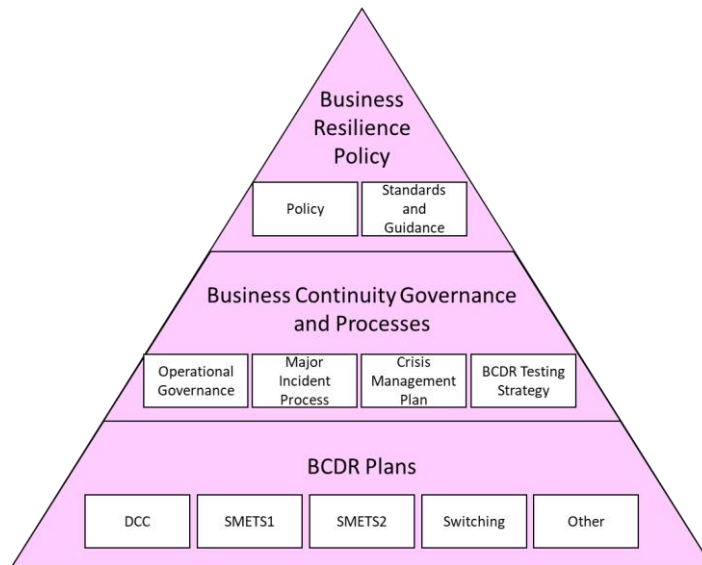 Business
Resilience
Policy
Policy
Standards
and
Guidance
Business Continuity Governance
and Processes
Operational
Governance
Major
Incident
Process
Crisis
Management
Plan
BCDR Testing
Strategy
BCDR Plans
DCC
SMETS1
SMETS2
Switching
Other